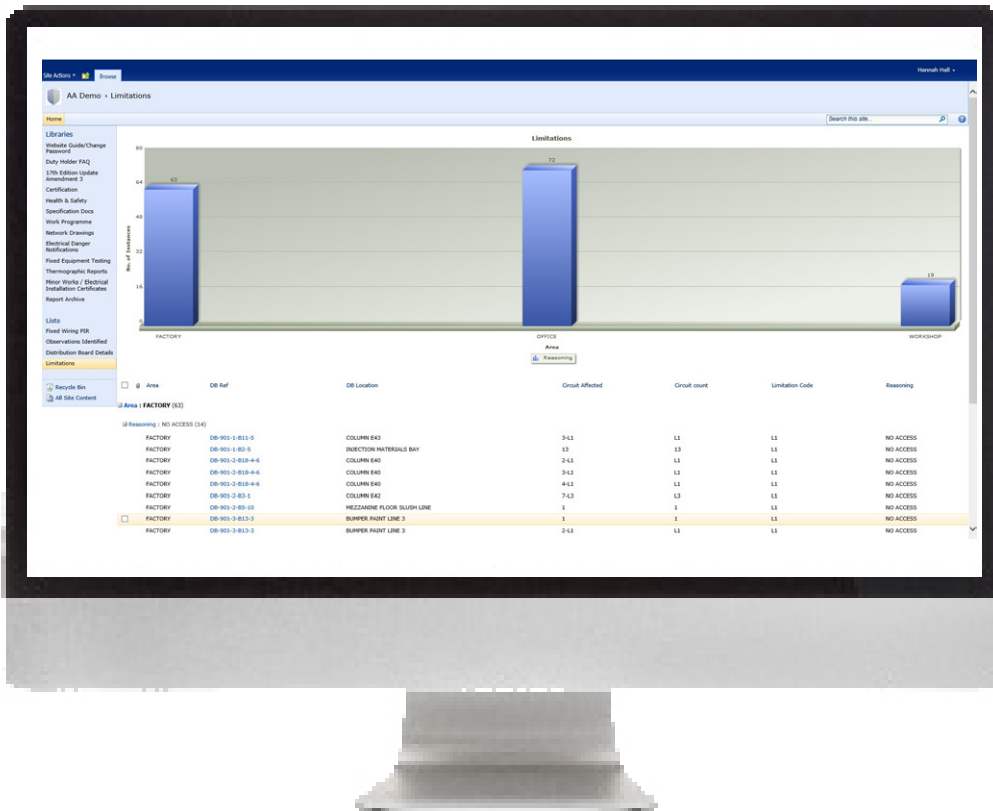 Site Actions
Browse
Hannah Hall
AA Demo › Limitations
Home
Search this site...
Libraries
Website Guide/Change
Password
Duty Holder FAQ
17th Edition Update
Amendment 3
Certification
Health & Safety
Specification Docs
Work Programme
Network Drawings
Electrical Danger
Notifications
Fixed Equipment Testing
Thermographic Reports
Minor Works / Electrical
Installation Certificates
Report Archive
Lists
Fixed Wiring PIR
Observations Identified
Distribution Board Details
Limitations
Recycle Bin
All Site Content
Limitations
No. of Instances
80
64
48
32
16
0
63
72
19
FACTORY OFFICE WORKSHOP
Area
Reasoning
Area DB Ref DB Location Circuit Affected Circuit count Limitation Code Reasoning
Area : FACTORY (63)
Reasoning : NO ACCESS (14)
FACTORY DB-901-1-B11-5 COLUMN E43 3-L1 L1 L1 NO ACCESS
FACTORY DB-901-1-B2-5 INJECTION MATERIALS BAY 13 13 L1 NO ACCESS
FACTORY DB-901-2-B18-4-6 COLUMN E40 2-L1 L1 L1 NO ACCESS
FACTORY DB-901-2-B18-4-6 COLUMN E40 3-L1 L1 L1 NO ACCESS
FACTORY DB-901-2-B18-4-6 COLUMN E40 4-L1 L1 L1 NO ACCESS
FACTORY DB-901-2-B3-1 COLUMN E42 7-L3 L3 L1 NO ACCESS
FACTORY DB-901-2-B5-10 MEZZANINE FLOOR SLUSH LINE 1 1 L1 NO ACCESS
FACTORY DB-901-3-B13-3 BUMPER PAINT LINE 3 1 1 L1 NO ACCESS
FACTORY DB-901-3-B13-3 BUMPER PAINT LINE 3 2-L1 L1 L1 NO ACCESS